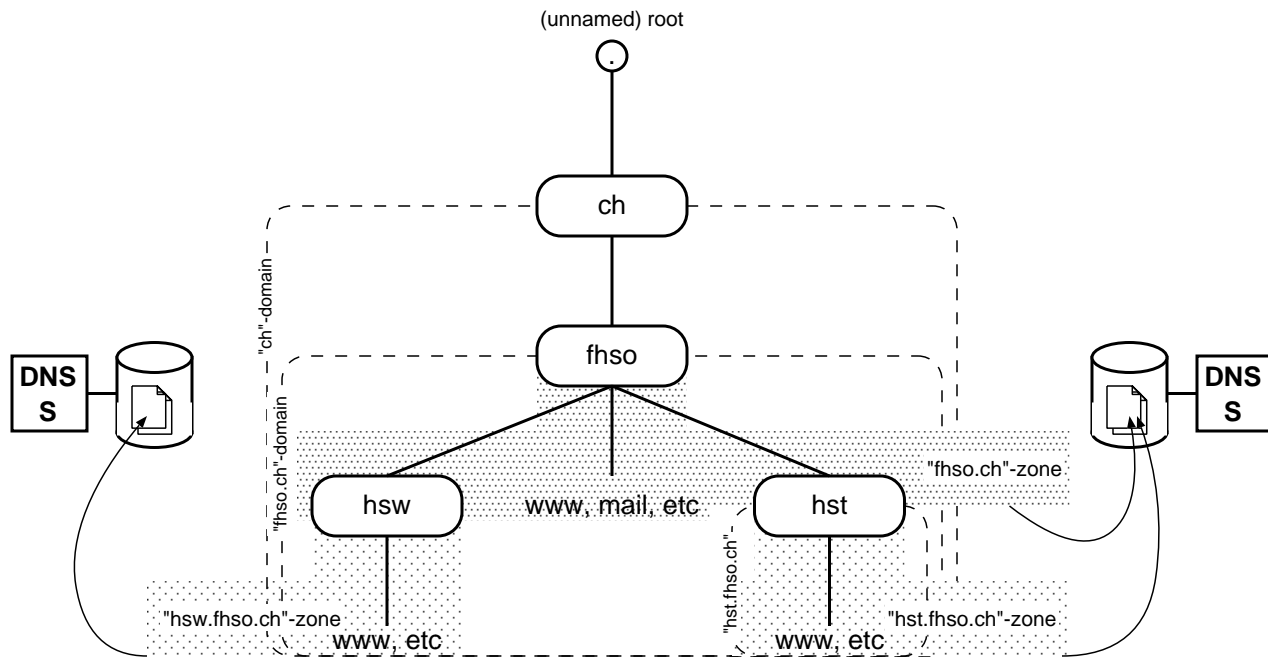 (unnamed) root
.
ch
"ch"-domain
fhso
DNS
S
DNS
S
"fhso.ch"-domain
"fhso.ch"-zone
hsw
www, mail, etc
hst
"hst.fhso.ch"
"hsw.fhso.ch"-zone
"hst.fhso.ch"-zone
www, etc
www, etc